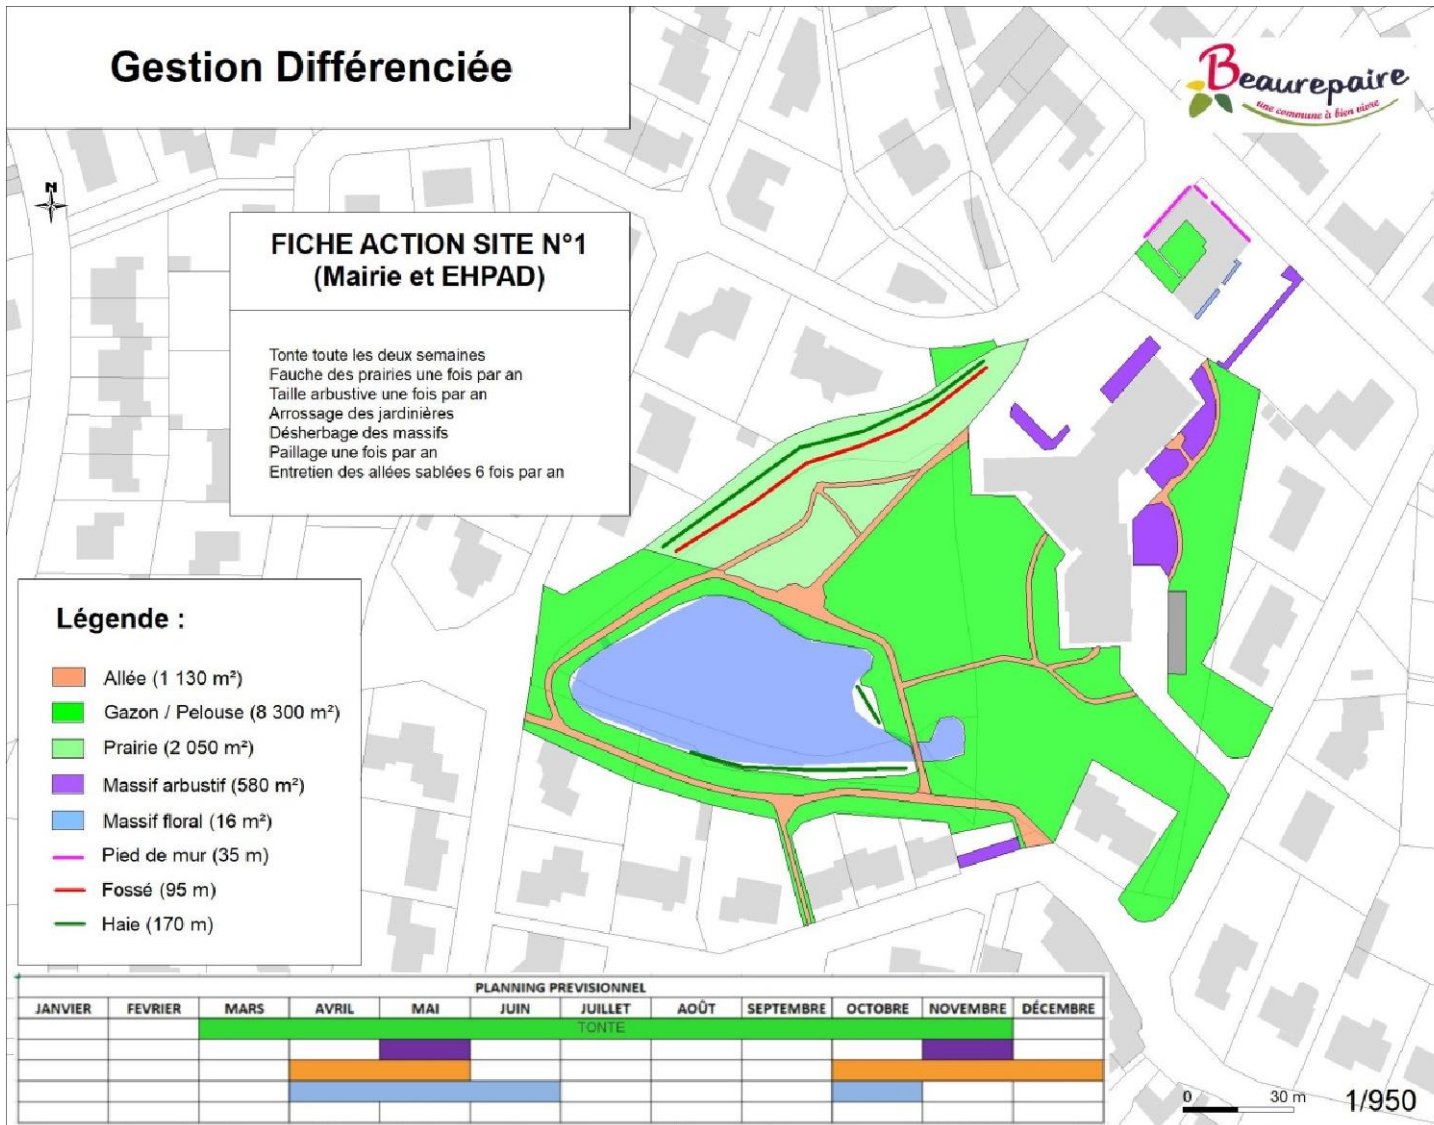 Gestion Différenciée
Beaurepaire
une commune à bien vivre
N
FICHE ACTION SITE N°1
(Mairie et EHPAD)
Tonte toute les deux semaines
Fauche des prairies une fois par an
Taille arbustive une fois par an
Arrossage des jardinières
Désherbage des massifs
Paillage une fois par an
Entretien des allées sablées 6 fois par an
Légende :
Allée (1 130 m²)
Gazon / Pelouse (8 300 m²)
Prairie (2 050 m²)
Massif arbustif (580 m²)
Massif floral (16 m²)
Pied de mur (35 m)
Fossé (95 m)
Haie (170 m)
PLANNING PREVISIONNEL
JANVIER FEVRIER MARS AVRIL MAI JUIN JUILLET AOÛT SEPTEMBRE OCTOBRE NOVEMBRE DÉCEMBRE
TONTE
0 30 m
1/950